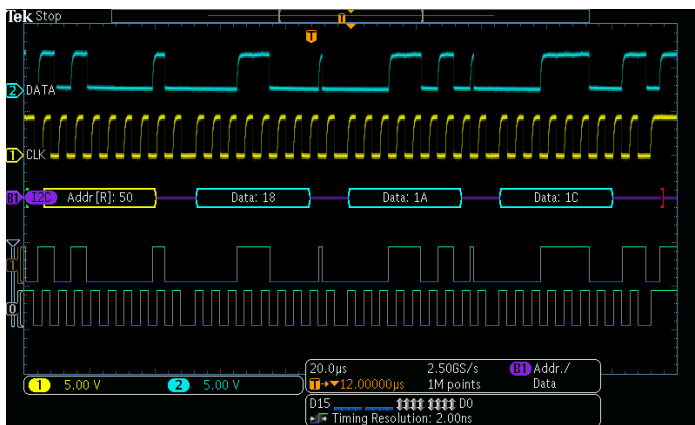 Tek Stop
T
T
2 DATA
1 CLK
B1 I2C Addr[R]: 50 Data: 18 Data: 1A Data: 1C
1
0
1 5.00 V 2 5.00 V
20.0µs 2.50GS/s B1 Addr./
T→▼12.00000µs 1M points Data
D15 D0
Timing Resolution: 2.00ns